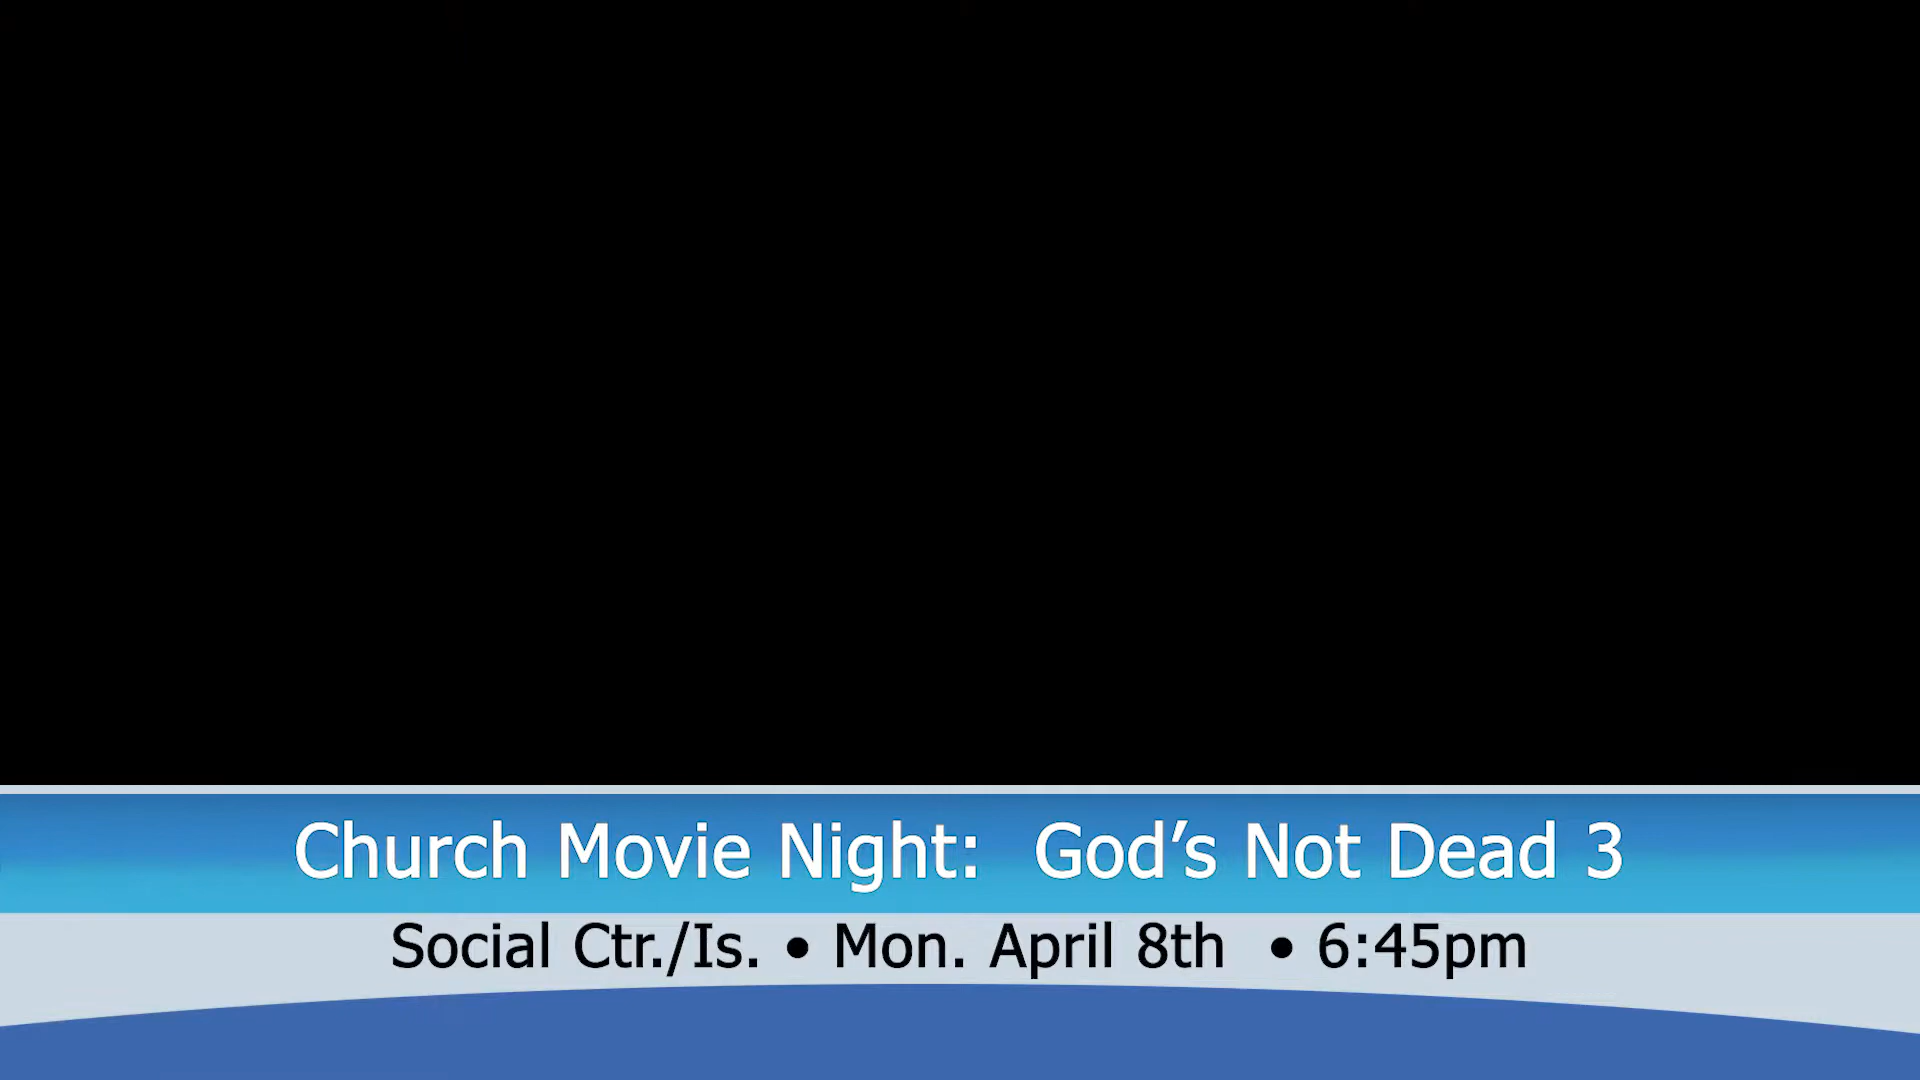 Church Movie Night:  God’s Not Dead 3
Social Ctr./Is. • Mon. April 8th  • 6:45pm